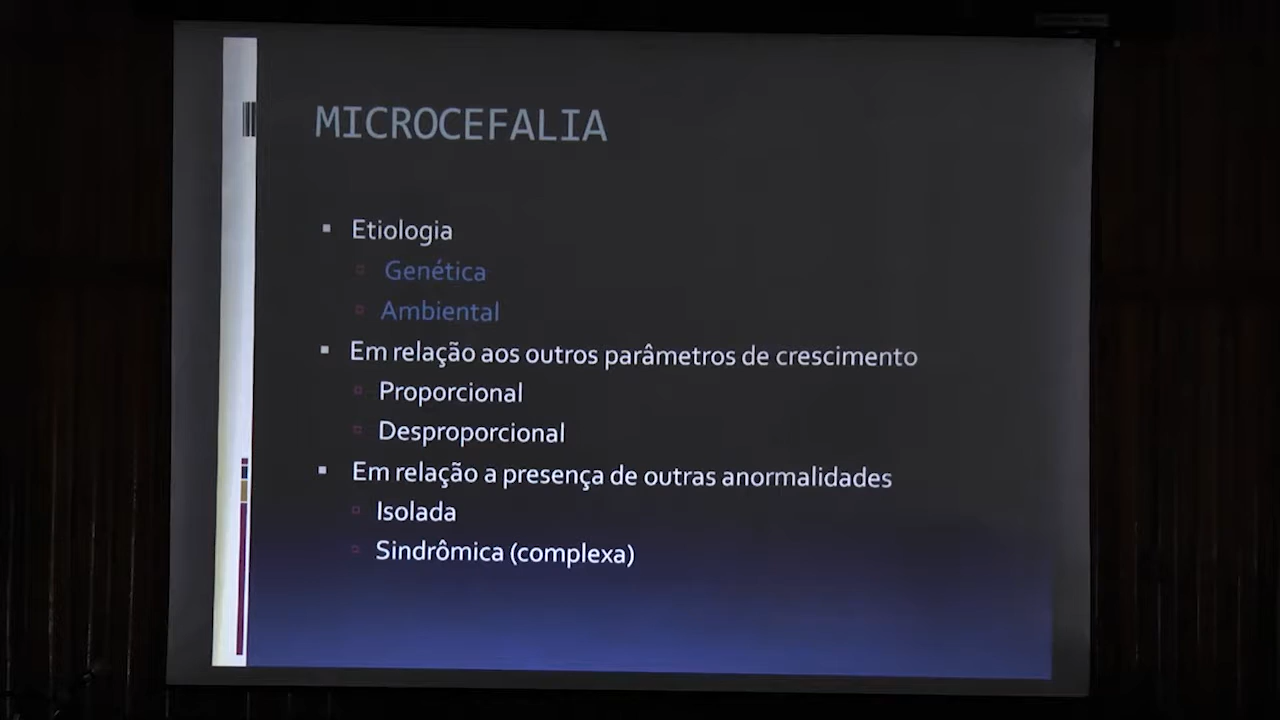 MICROCEFALIA
Etiologia
Genética
Ambiental
Em relação aos outros parâmetros de crescimento
Proporcional
Desproporcional
Em relação a presença de outras anormalidades
Isolada
Sindrômica (complexa)